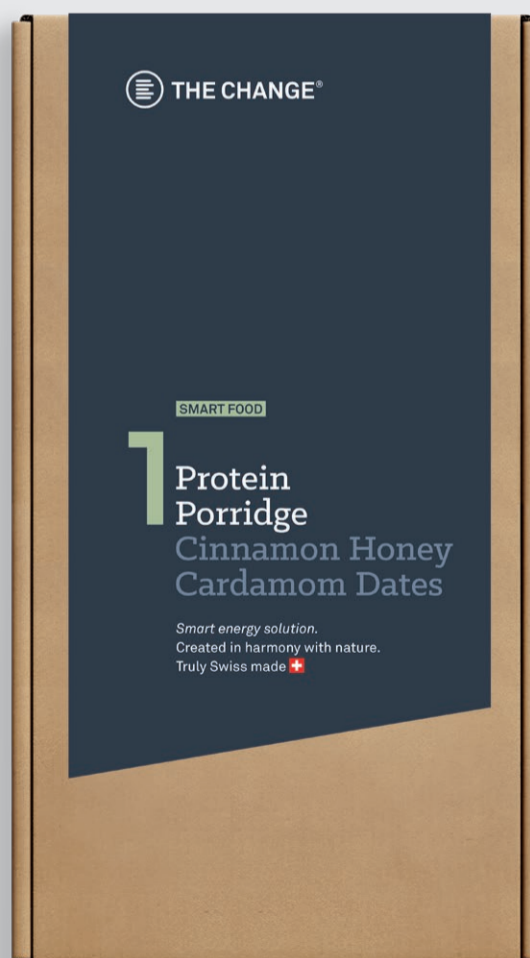 THE CHANGE®
SMART FOOD
1
Protein
Porridge
Cinnamon Honey
Cardamom Dates
Smart energy solution.
Created in harmony with nature.
Truly Swiss made